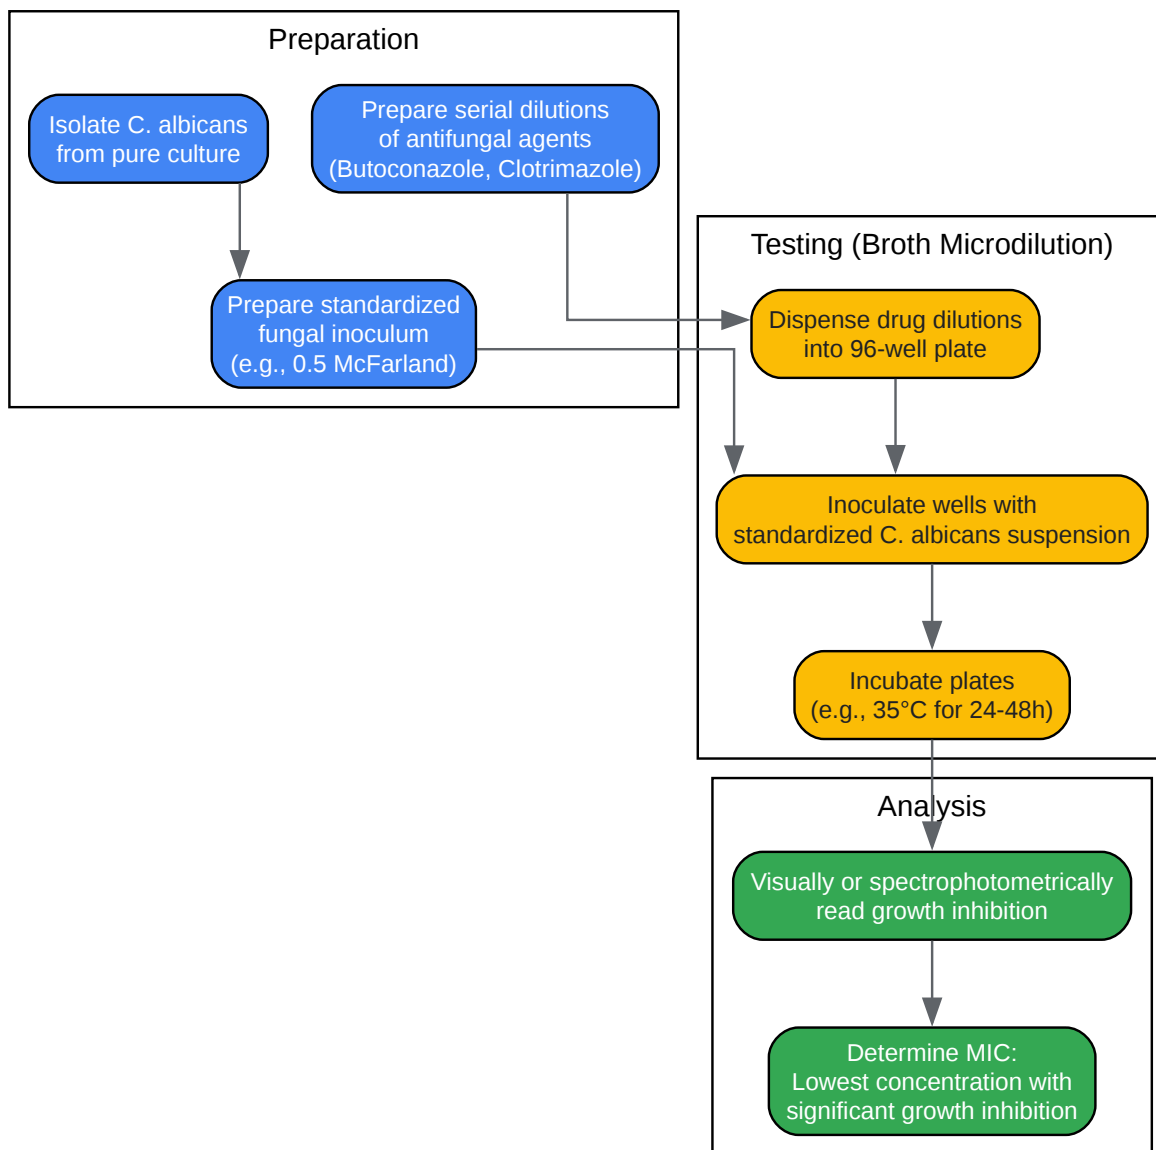 Preparation
Isolate C. albicans
from pure culture
Prepare serial dilutions
of antifungal agents
(Butoconazole, Clotrimazole)
Prepare standardized
fungal inoculum
(e.g., 0.5 McFarland)
Testing (Broth Microdilution)
Dispense drug dilutions
into 96-well plate
Inoculate wells with
standardized C. albicans suspension
Incubate plates
(e.g., 35°C for 24-48h)
Analysis
Visually or spectrophotometrically
read growth inhibition
Determine MIC:
Lowest concentration with
significant growth inhibition